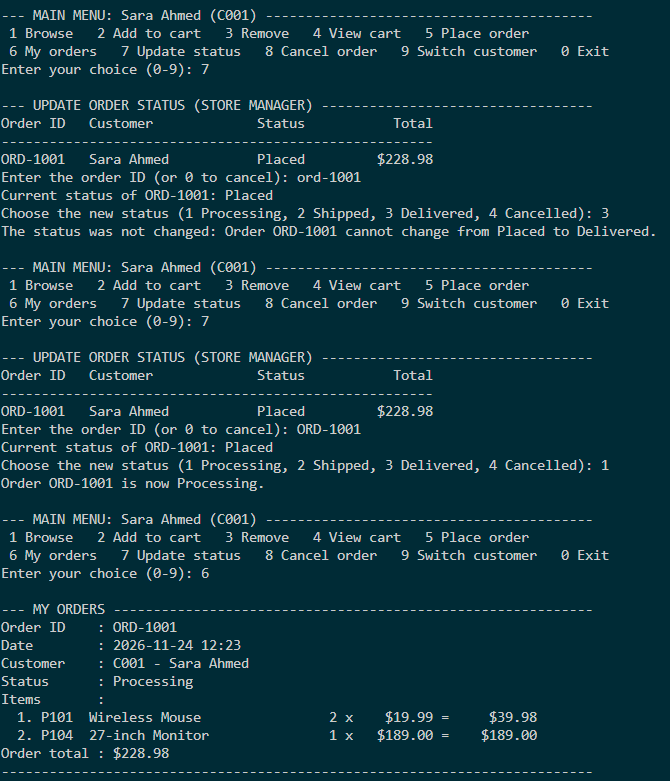 --- MAIN MENU: Sara Ahmed (C001) -----------------------------------------
 1 Browse   2 Add to cart   3 Remove   4 View cart   5 Place order
 6 My orders   7 Update status   8 Cancel order   9 Switch customer   0 Exit
Enter your choice (0-9): 7

--- UPDATE ORDER STATUS (STORE MANAGER) ----------------------------------
Order ID   Customer             Status           Total
------------------------------------------------------
ORD-1001   Sara Ahmed           Placed         $228.98
Enter the order ID (or 0 to cancel): ord-1001
Current status of ORD-1001: Placed
Choose the new status (1 Processing, 2 Shipped, 3 Delivered, 4 Cancelled): 3
The status was not changed: Order ORD-1001 cannot change from Placed to Delivered.

--- MAIN MENU: Sara Ahmed (C001) -----------------------------------------
 1 Browse   2 Add to cart   3 Remove   4 View cart   5 Place order
 6 My orders   7 Update status   8 Cancel order   9 Switch customer   0 Exit
Enter your choice (0-9): 7

--- UPDATE ORDER STATUS (STORE MANAGER) ----------------------------------
Order ID   Customer             Status           Total
------------------------------------------------------
ORD-1001   Sara Ahmed           Placed         $228.98
Enter the order ID (or 0 to cancel): ORD-1001
Current status of ORD-1001: Placed
Choose the new status (1 Processing, 2 Shipped, 3 Delivered, 4 Cancelled): 1
Order ORD-1001 is now Processing.

--- MAIN MENU: Sara Ahmed (C001) -----------------------------------------
 1 Browse   2 Add to cart   3 Remove   4 View cart   5 Place order
 6 My orders   7 Update status   8 Cancel order   9 Switch customer   0 Exit
Enter your choice (0-9): 6

--- MY ORDERS ------------------------------------------------------------
Order ID    : ORD-1001
Date        : 2026-11-24 12:23
Customer    : C001 - Sara Ahmed
Status      : Processing
Items       :
  1. P101  Wireless Mouse                2 x    $19.99 =     $39.98
  2. P104  27-inch Monitor               1 x   $189.00 =    $189.00
Order total : $228.98
--------------------------------------------------------------------------